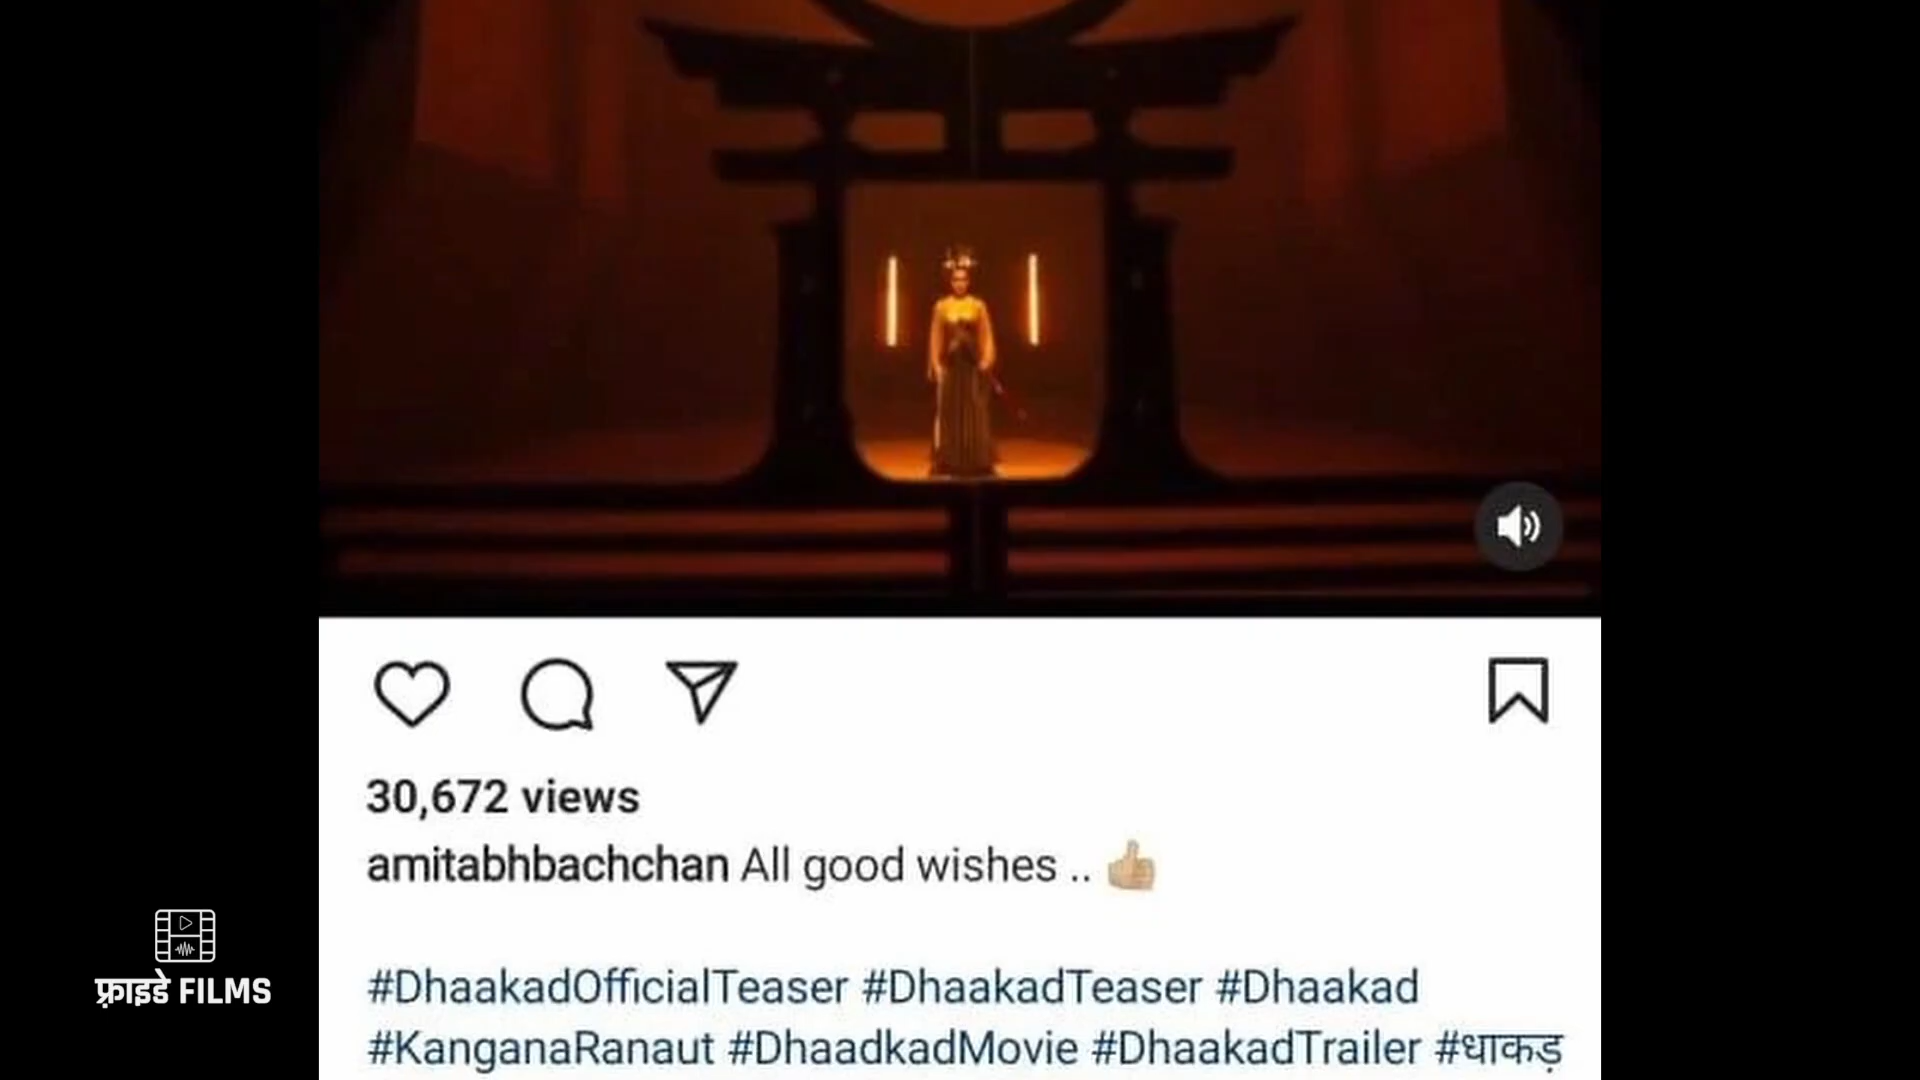 30,672 views
amitabhbachchan All good wishes .. 👍🏼
#DhaakadOfficialTeaser #DhaakadTeaser #Dhaakad
#KanganaRanaut #DhaadkadMovie #DhaakadTrailer #धाकड़
फ़्राइडे FILMS